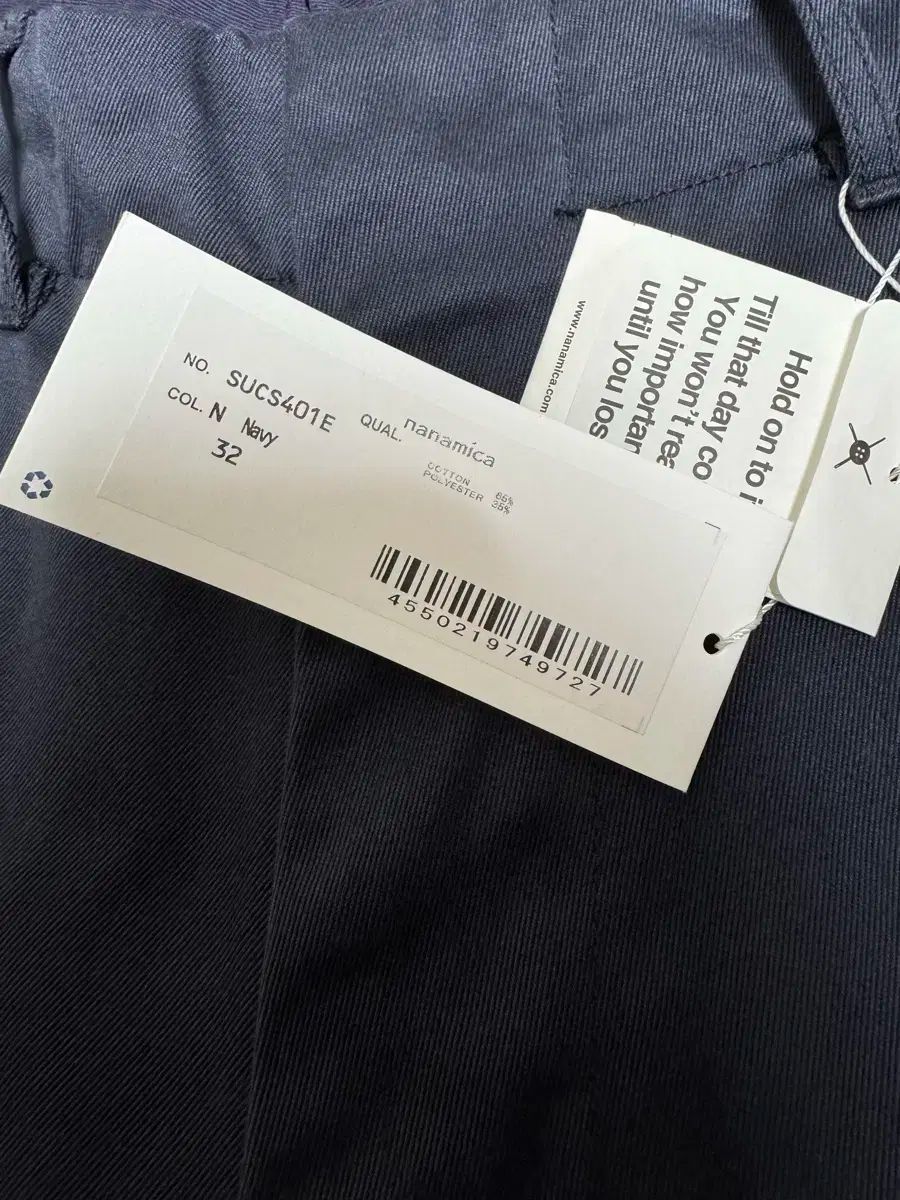 NO. SUCS401E
COL. N Navy
32
QUAL. nanamica
COTTON 65%
POLYESTER 35%
4550219749727
Hold on to i
Till that day co
You won't rea
how importan
until you los
www.nanamica.com